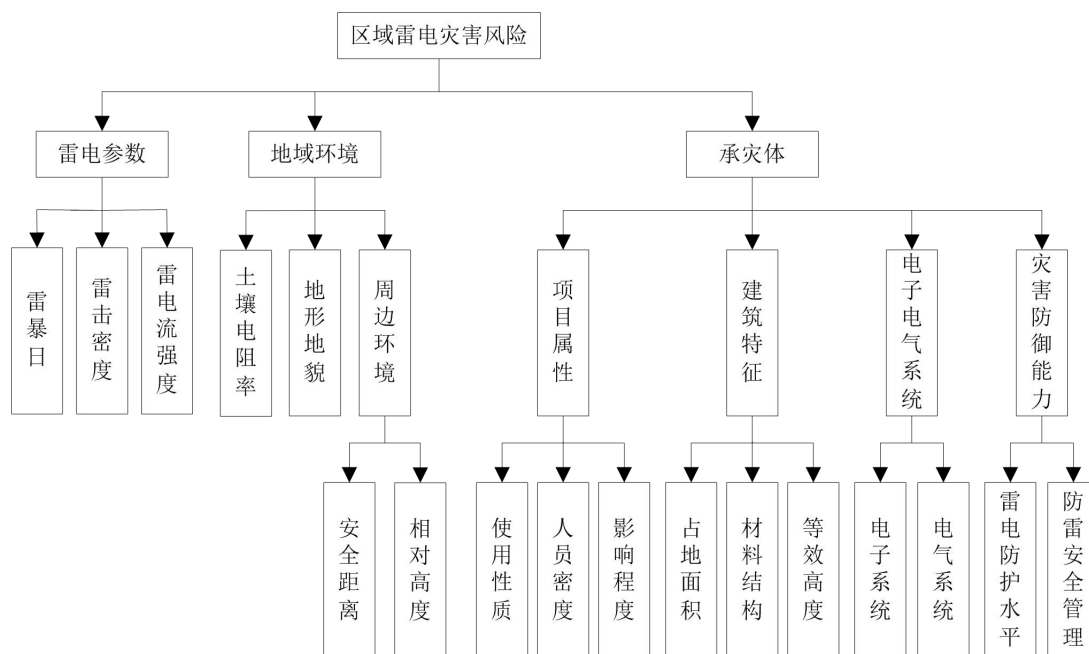 区域雷电灾害风险
雷电参数
地域环境
承灾体
雷暴日
雷击密度
雷电流强度
土壤电阻率
地形地貌
周边环境
项目属性
建筑特征
电子电气系统
灾害防御能力
安全距离
相对高度
使用性质
人员密度
影响程度
占地面积
材料结构
等效高度
电子系统
电气系统
雷电防护水平
防雷安全管理